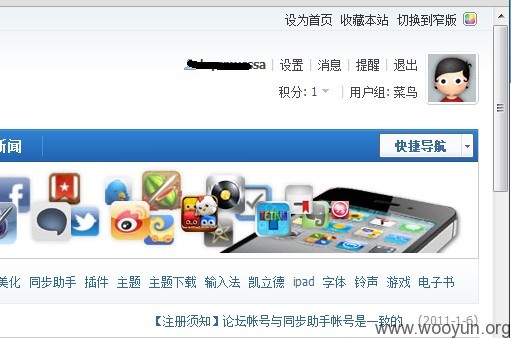 设为首页 收藏本站 切换到窄版
ssa | 设置 | 消息 | 提醒 | 退出
积分: 1 | 用户组: 菜鸟
新闻
快捷导航
TETRIS
美化 同步助手 插件 主题 主题下载 输入法 凯立德 ipad 字体 铃声 游戏 电子书
【注册须知】论坛帐号与同步助手帐号是一致的 (2011-1-6)
www.wooyun.org